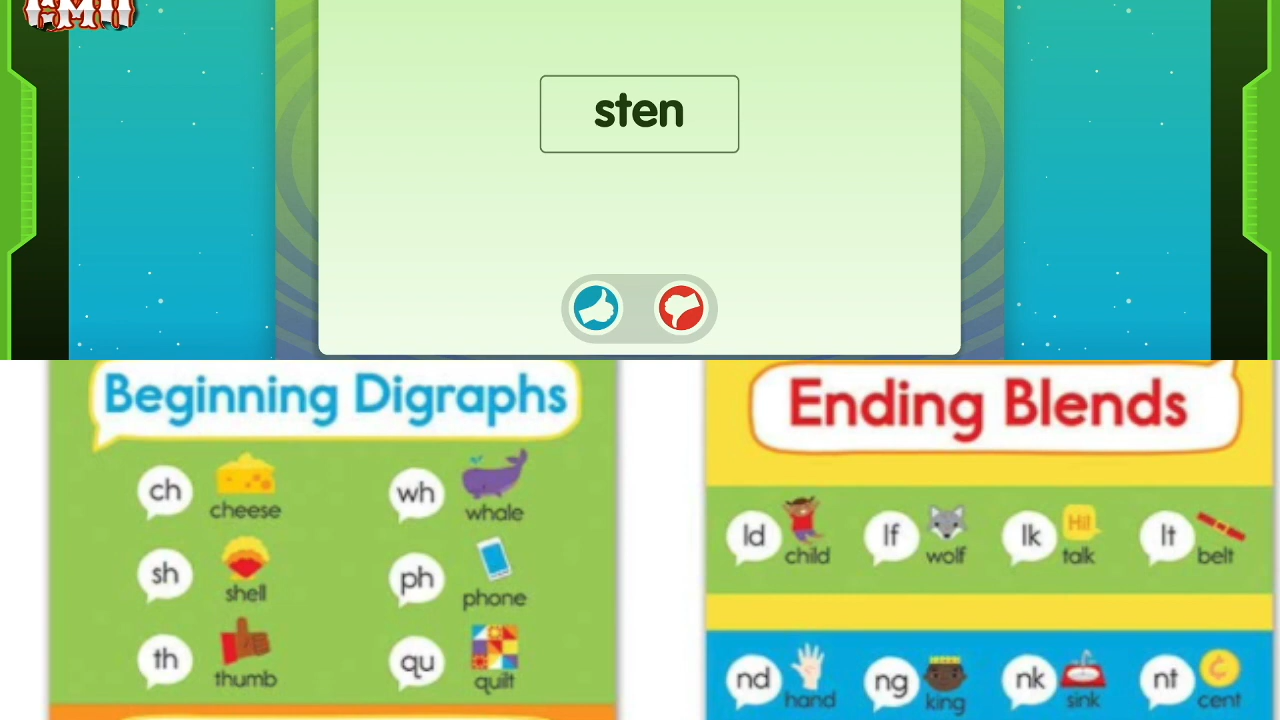 sten
Beginning Digraphs
ch cheese
wh whale
sh shell
ph phone
th thumb
qu quilt
Ending Blends
ld child
lf wolf
lk Hi! talk
lt belt
nd hand
ng king
nk sink
nt ¢ cent